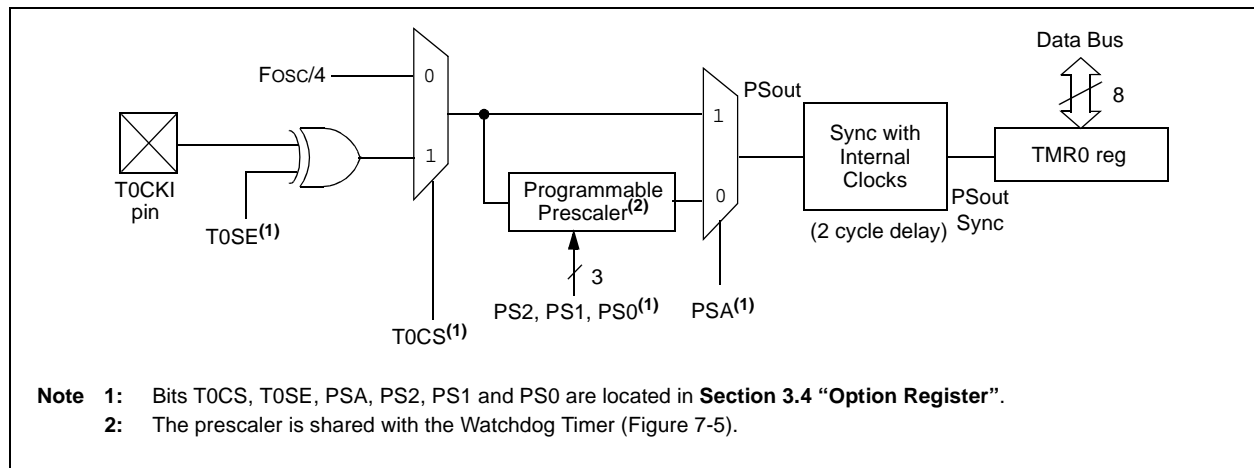 Data Bus
8
FOSC/4
0
1
T0CKI
pin
T0SE(1)
T0CS(1)
Programmable
Prescaler(2)
3
PS2, PS1, PS0(1)
1
0
PSout
PSA(1)
Sync with
Internal
Clocks
(2 cycle delay)
PSout
Sync
TMR0 reg
Note 1: Bits T0CS, T0SE, PSA, PS2, PS1 and PS0 are located in Section 3.4 “Option Register”.
2: The prescaler is shared with the Watchdog Timer (Figure 7-5).